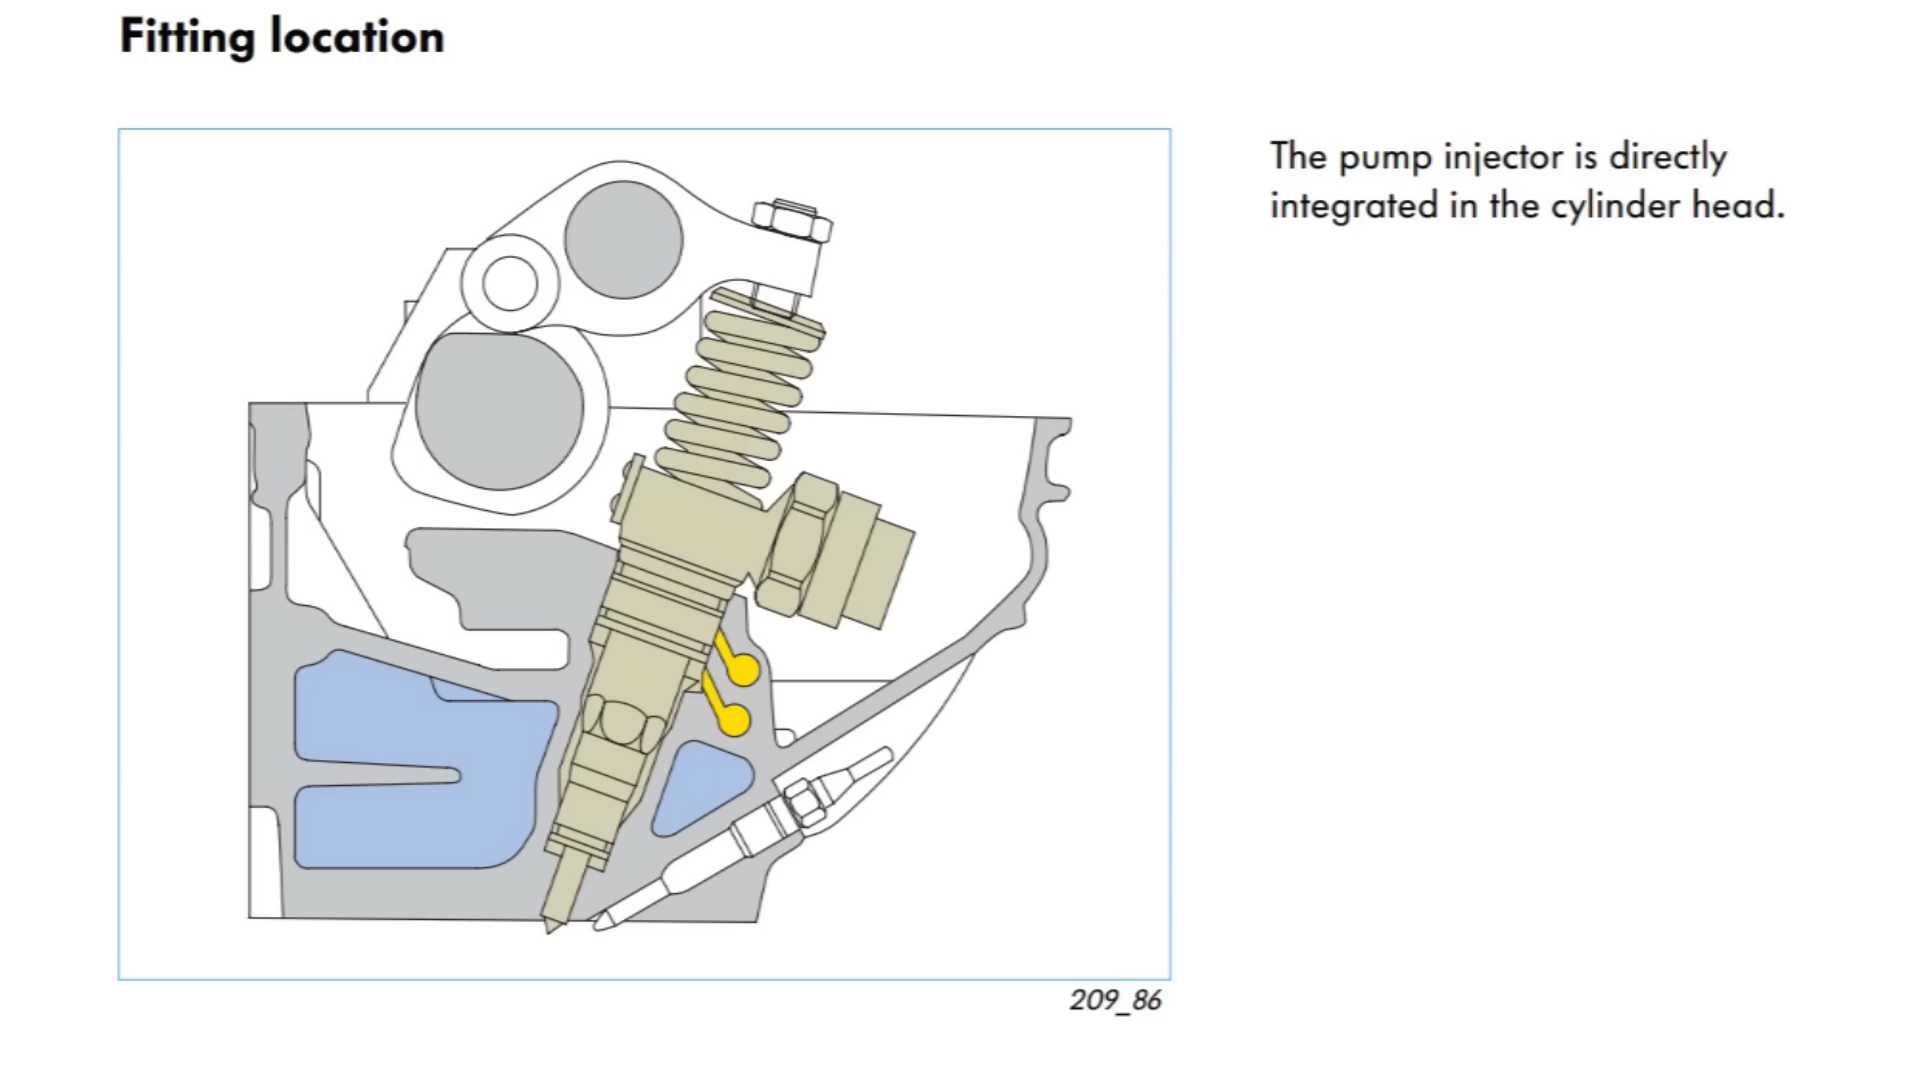 Fitting location
The pump injector is directly
integrated in the cylinder head.
209_86